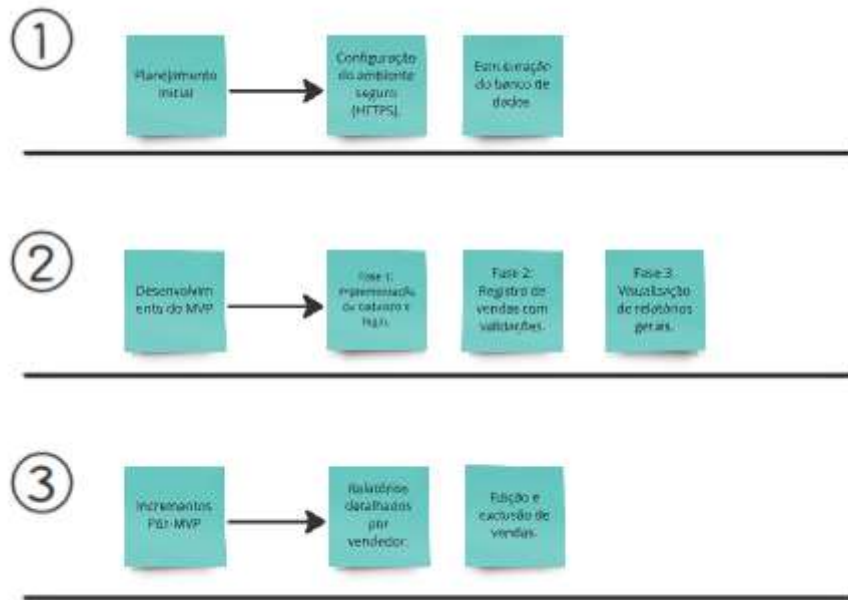 1
Planejamento
Inicial
Configuração
do ambiente
seguro
(HTTPS).
Estruturação
do banco de
dados
2
Desenvolvim
ento do MVP
Fase 1:
Implementação
de cadastro e
login.
Fase 2:
Registro de
vendas com
validações.
Fase 3:
Visualização
de relatórios
gerais.
3
Incrementos
Pós-MVP
Relatórios
detalhados
por
vendedor.
Edição e
exclusão de
vendas.